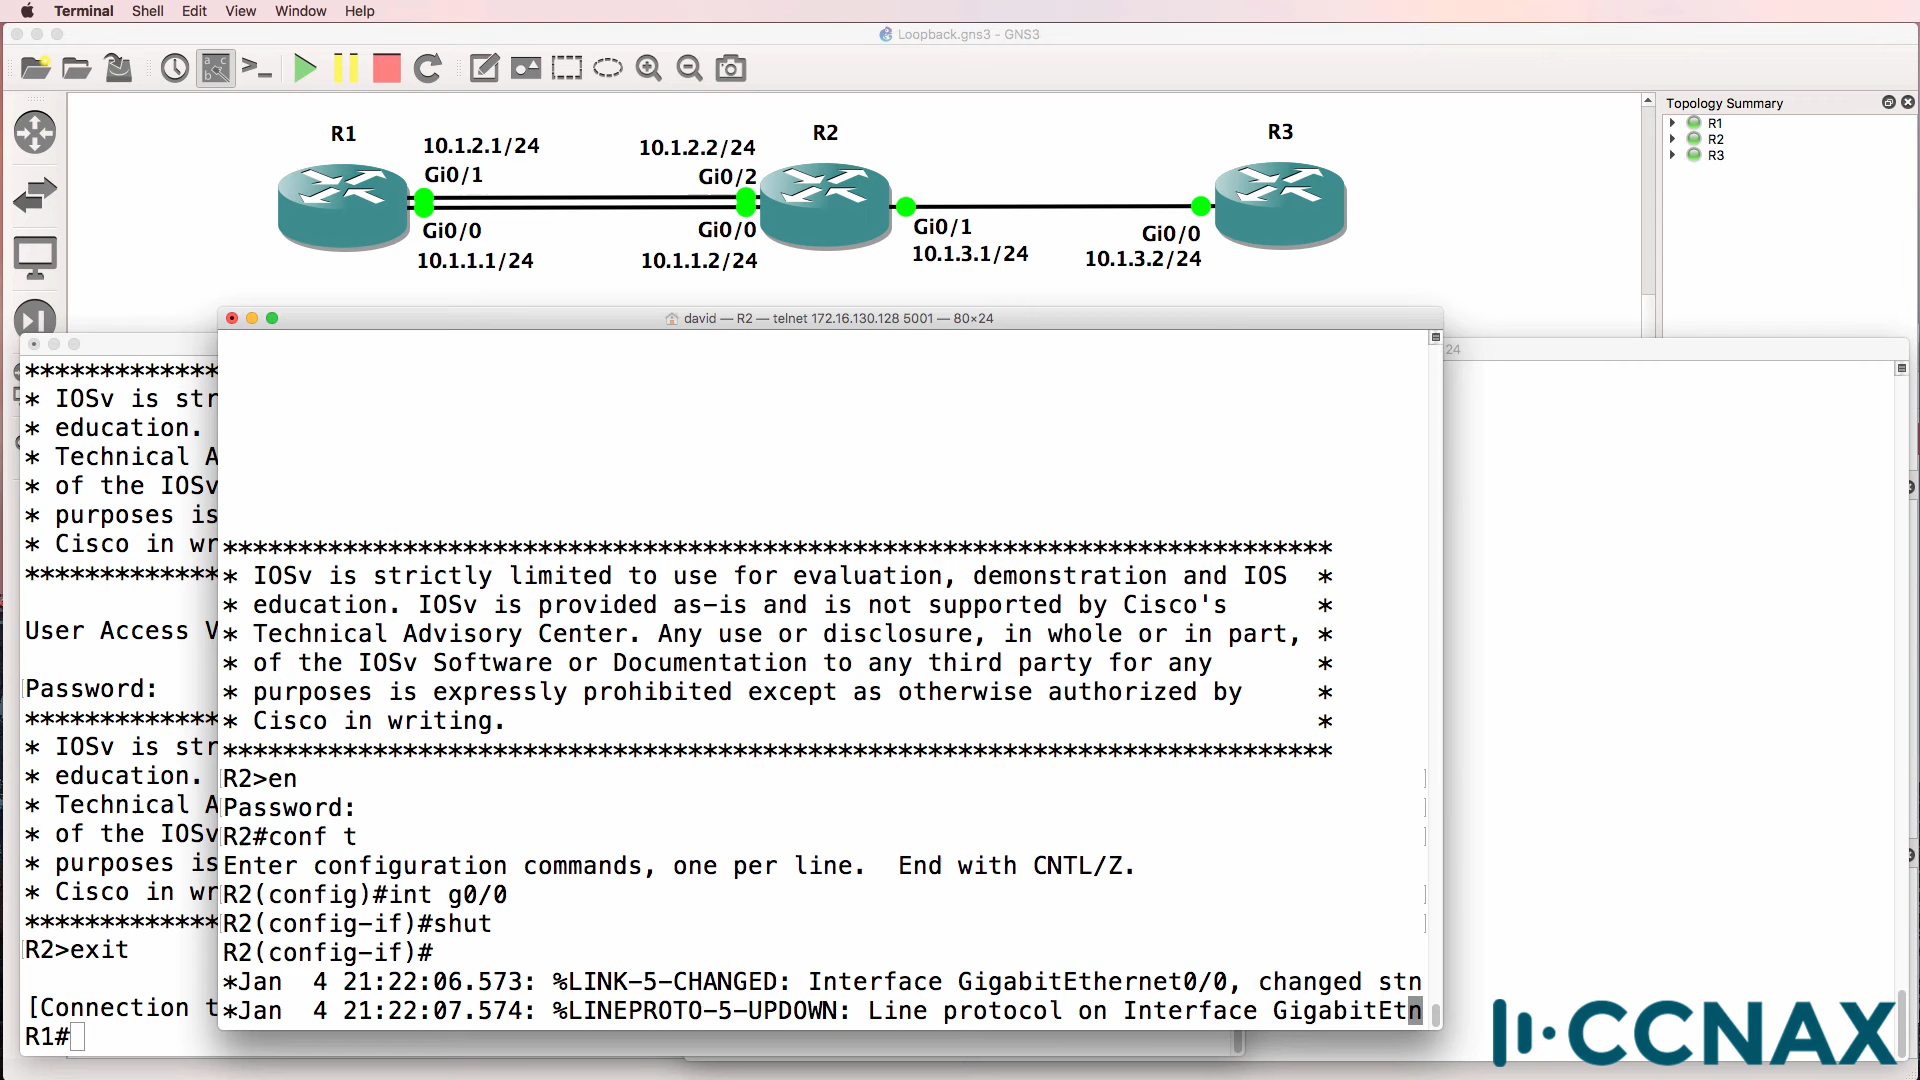 Terminal Shell Edit View Window Help
Loopback.gns3 - GNS3
Topology Summary
R1
R2
R3
R1
R2
R3
10.1.2.1/24
10.1.2.2/24
Gi0/1
Gi0/2
Gi0/0
Gi0/0
Gi0/1
Gi0/0
10.1.1.1/24
10.1.1.2/24
10.1.3.1/24
10.1.3.2/24
david — R2 — telnet 172.16.130.128 5001 — 80×24
24
**************************************************************************
* IOSv is strictly limited to use for evaluation, demonstration and IOS  *
* education. IOSv is provided as-is and is not supported by Cisco's      *
* Technical Advisory Center. Any use or disclosure, in whole or in part, *
* of the IOSv Software or Documentation to any third party for any       *
* purposes is expressly prohibited except as otherwise authorized by     *
* Cisco in writing.                                                      *
**************************************************************************
R2>en
Password:
R2#conf t
Enter configuration commands, one per line.  End with CNTL/Z.
R2(config)#int g0/0
R2(config-if)#shut
R2(config-if)#
*Jan  4 21:22:06.573: %LINK-5-CHANGED: Interface GigabitEthernet0/0, changed stn
*Jan  4 21:22:07.574: %LINEPROTO-5-UPDOWN: Line protocol on Interface GigabitEtn
*************
* IOSv is str
* education.
* Technical A
* of the IOSv
* purposes is
* Cisco in wr
*************
User Access V
Password:
*************
* IOSv is str
* education.
* Technical A
* of the IOSv
* purposes is
* Cisco in wr
*************
R2>exit
[Connection t
R1#
CCNAX